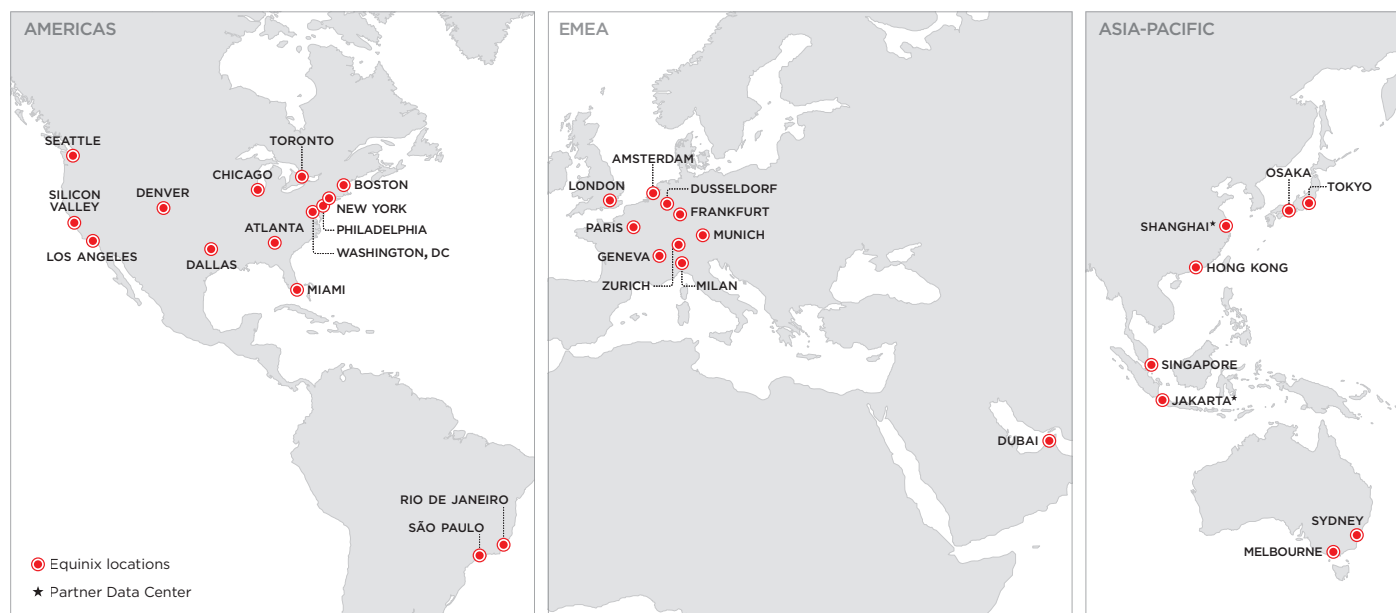 AMERICAS
SEATTLE
TORONTO
CHICAGO
BOSTON
SILICON
VALLEY
DENVER
NEW YORK
ATLANTA
PHILADELPHIA
LOS ANGELES
DALLAS
WASHINGTON, DC
MIAMI
RIO DE JANEIRO
SÃO PAULO
Equinix locations
★ Partner Data Center
EMEA
AMSTERDAM
LONDON
DUSSELDORF
FRANKFURT
PARIS
MUNICH
GENEVA
ZURICH
MILAN
DUBAI
ASIA-PACIFIC
OSAKA
TOKYO
SHANGHAI★
HONG KONG
SINGAPORE
JAKARTA★
SYDNEY
MELBOURNE